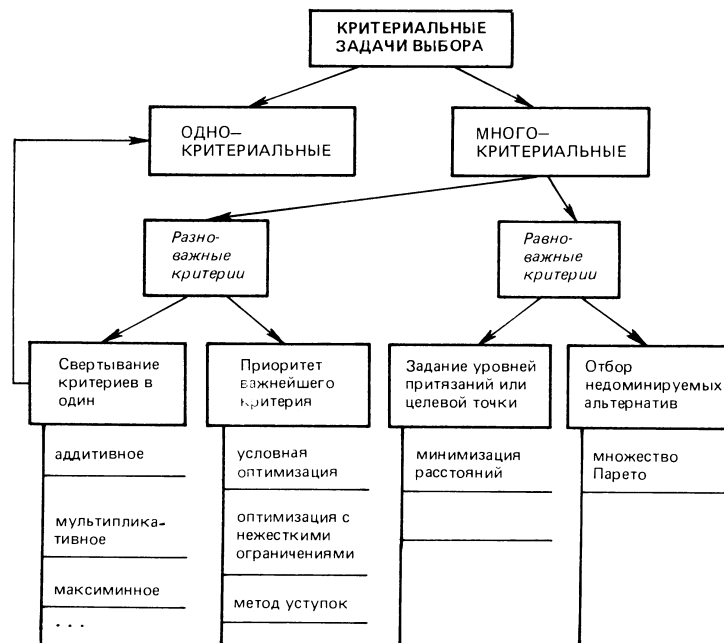 КРИТЕРИАЛЬНЫЕ
ЗАДАЧИ ВЫБОРА
ОДНО—
КРИТЕРИАЛЬНЫЕ
МНОГО—
КРИТЕРИАЛЬНЫЕ
Разно-
важные
критерии
Равно-
важные
критерии
Свертывание
критериев в
один
Приоритет
важнейшего
критерия
Задание уровней
притязаний или
целевой точки
Отбор
недоминируемых
альтернатив
аддитивное
мультиплика-
тивное
максиминное
. . .
условная
оптимизация
оптимизация с
нежесткими
ограничениями
метод уступок
минимизация
расстояний
множество
Парето